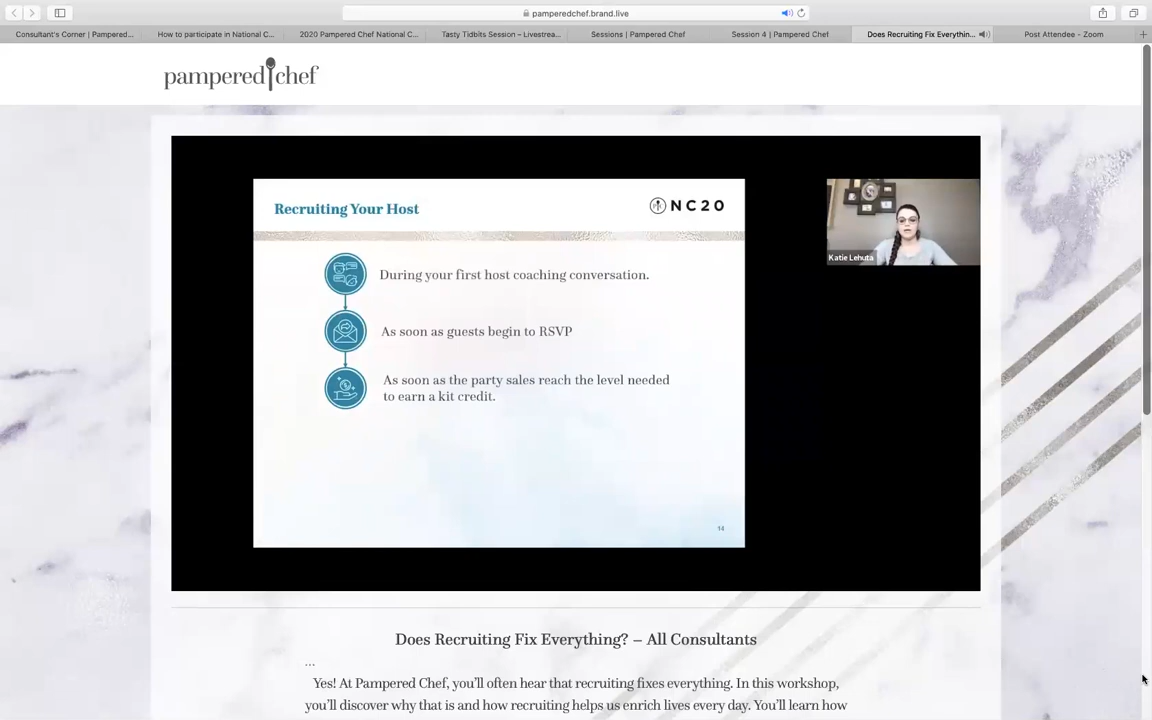 pamperedchef.brand.live
Consultant's Corner | Pampered...
How to participate in National C...
2020 Pampered Chef National C...
Tasty Tidbits Session – Livestrea...
Sessions | Pampered Chef
Session 4 | Pampered Chef
Does Recruiting Fix Everythin...
Post Attendee - Zoom
pampered chef
Recruiting Your Host
NC20
During your first host coaching conversation.
As soon as guests begin to RSVP
As soon as the party sales reach the level needed
to earn a kit credit.
14
Katie Lehuta
Does Recruiting Fix Everything? – All Consultants
...
Yes! At Pampered Chef, you'll often hear that recruiting fixes everything. In this workshop,
you'll discover why that is and how recruiting helps us enrich lives every day. You'll learn how